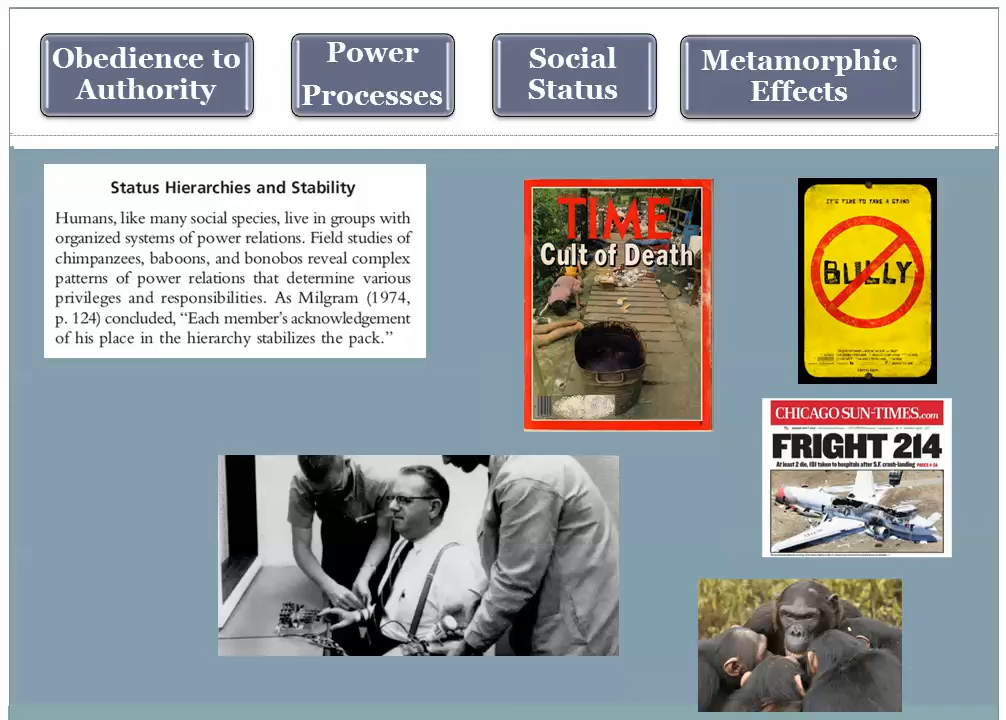 Obedience to
Authority
Power
Processes
Social
Status
Metamorphic
Effects
Status Hierarchies and Stability
Humans, like many social species, live in groups with
organized systems of power relations. Field studies of
chimpanzees, baboons, and bonobos reveal complex
patterns of power relations that determine various
privileges and responsibilities. As Milgram (1974,
p. 124) concluded, “Each member’s acknowledgement
of his place in the hierarchy stabilizes the pack.”
TIME
Cult of Death
IT'S TIME TO TAKE A STAND
BULLY
CHICAGO SUN-TIMES.com
FRIGHT 214
At least 2 die, 181 taken to hospitals after S.F. crash-landing